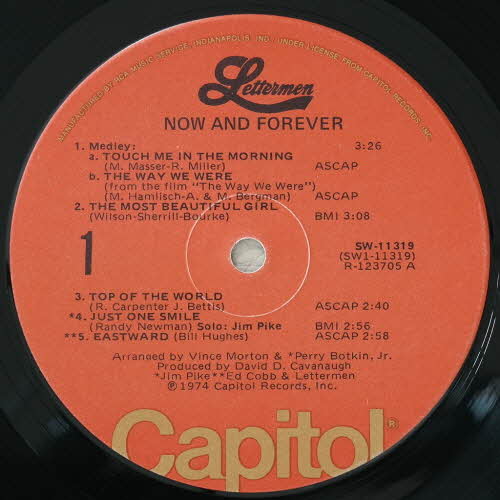 MANUFACTURED BY RCA MUSIC SERVICE, INDIANAPOLIS, IND., UNDER LICENSE FROM CAPITOL RECORDS, INC.
Lettermen
NOW AND FOREVER
1. Medley: 3:26
a. TOUCH ME IN THE MORNING
(M. Masser-R. Miller) ASCAP
b. THE WAY WE WERE
(from the film "The Way We Were")
(M. Hamlisch-A. & M. Bergman) ASCAP
2. THE MOST BEAUTIFUL GIRL
(Wilson-Sherrill-Bourke) BMI 3:08
1
SW-11319
(SW1-11319)
R-123705 A
3. TOP OF THE WORLD
(R. Carpenter J. Bettis) ASCAP 2:40
*4. JUST ONE SMILE
(Randy Newman) Solo: Jim Pike BMI 2:56
**5. EASTWARD (Bill Hughes) ASCAP 2:58
Arranged by Vince Morton & *Perry Botkin, Jr.
Produced by David D. Cavanaugh
*Jim Pike**Ed Cobb & Lettermen
℗1974 Capitol Records, Inc.
Capitol®